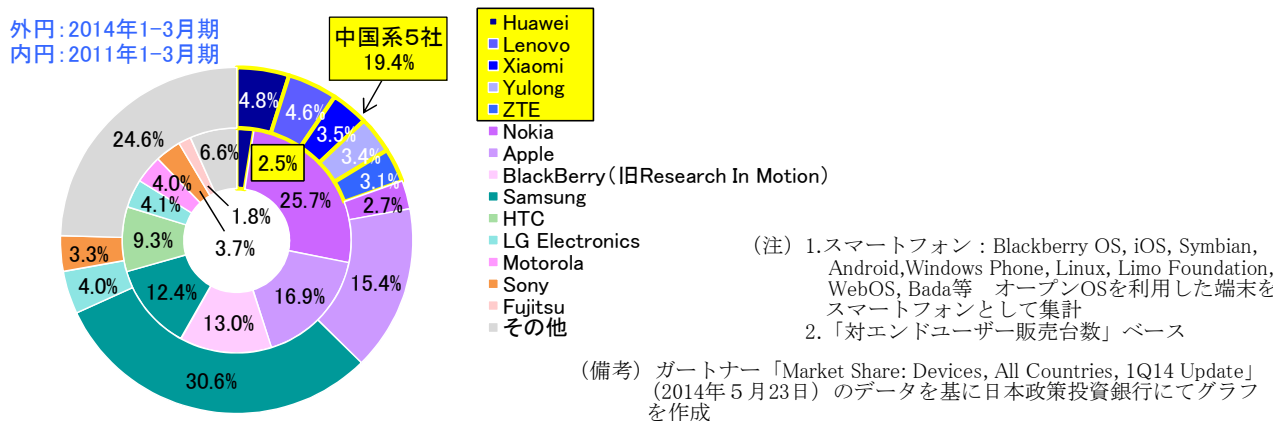 外円:2014年1-3月期
内円:2011年1-3月期
中国系5社
19.4%
4.8%
4.6%
3.5%
3.4%
3.1%
2.7%
15.4%
30.6%
4.0%
3.3%
24.6%
2.5%
25.7%
16.9%
13.0%
12.4%
9.3%
4.1%
4.0%
3.7%
1.8%
6.6%
Huawei
Lenovo
Xiaomi
Yulong
ZTE
Nokia
Apple
BlackBerry(旧Research In Motion)
Samsung
HTC
LG Electronics
Motorola
Sony
Fujitsu
その他
(注)1.スマートフォン:Blackberry OS, iOS, Symbian,
Android,Windows Phone, Linux, Limo Foundation,
WebOS, Bada等 オープンOSを利用した端末を
スマートフォンとして集計
2.「対エンドユーザー販売台数」ベース
(備考)ガートナー「Market Share: Devices, All Countries, 1Q14 Update」
(2014年5月23日)のデータを基に日本政策投資銀行にてグラフ
を作成